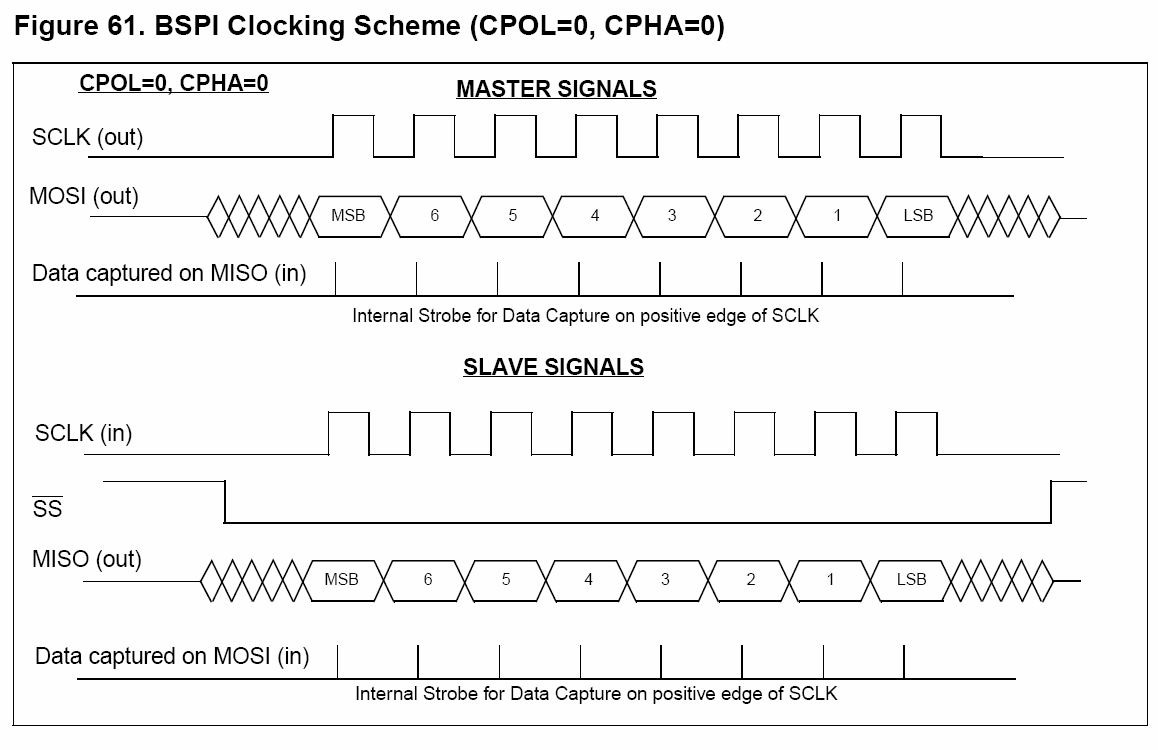 Figure 61. BSPI Clocking Scheme (CPOL=0, CPHA=0)
CPOL=0, CPHA=0
MASTER SIGNALS
SCLK (out)
MOSI (out)
MSB 6 5 4 3 2 1 LSB
Data captured on MISO (in)
Internal Strobe for Data Capture on positive edge of SCLK
SLAVE SIGNALS
SCLK (in)
SS
MISO (out)
MSB 6 5 4 3 2 1 LSB
Data captured on MOSI (in)
Internal Strobe for Data Capture on positive edge of SCLK